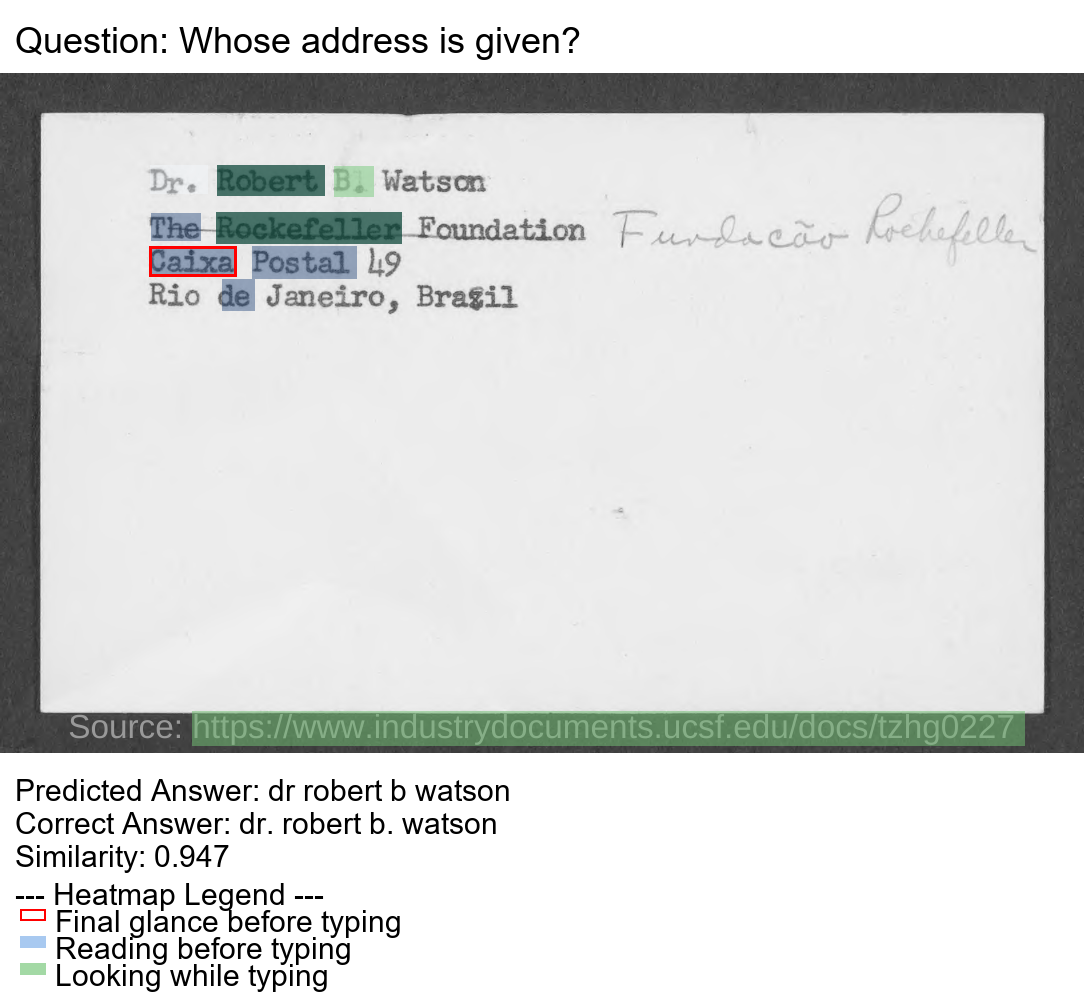 Question: Whose address is given?
Dr. Robert B. Watson
The Rockefeller Foundation Fundacão Rockefeller
Caixa Postal 49
Rio de Janeiro, Brazil
Source: https://www.industrydocuments.ucsf.edu/docs/tzhg0227
Predicted Answer: dr robert b watson
Correct Answer: dr. robert b. watson
Similarity: 0.947
--- Heatmap Legend ---
Final glance before typing
Reading before typing
Looking while typing